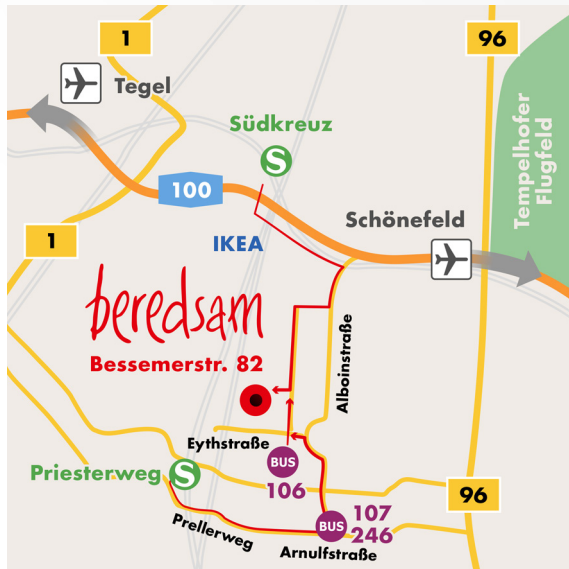 1
96
Tegel
Südkreuz
S
Tempelhofer
Flugfeld
100
Schönefeld
1
IKEA
beredsam
Bessemerstr. 82
Alboinstraße
Eythstraße
BUS
106
Priesterweg
S
96
Prellerweg
BUS
107
246
Arnulfstraße